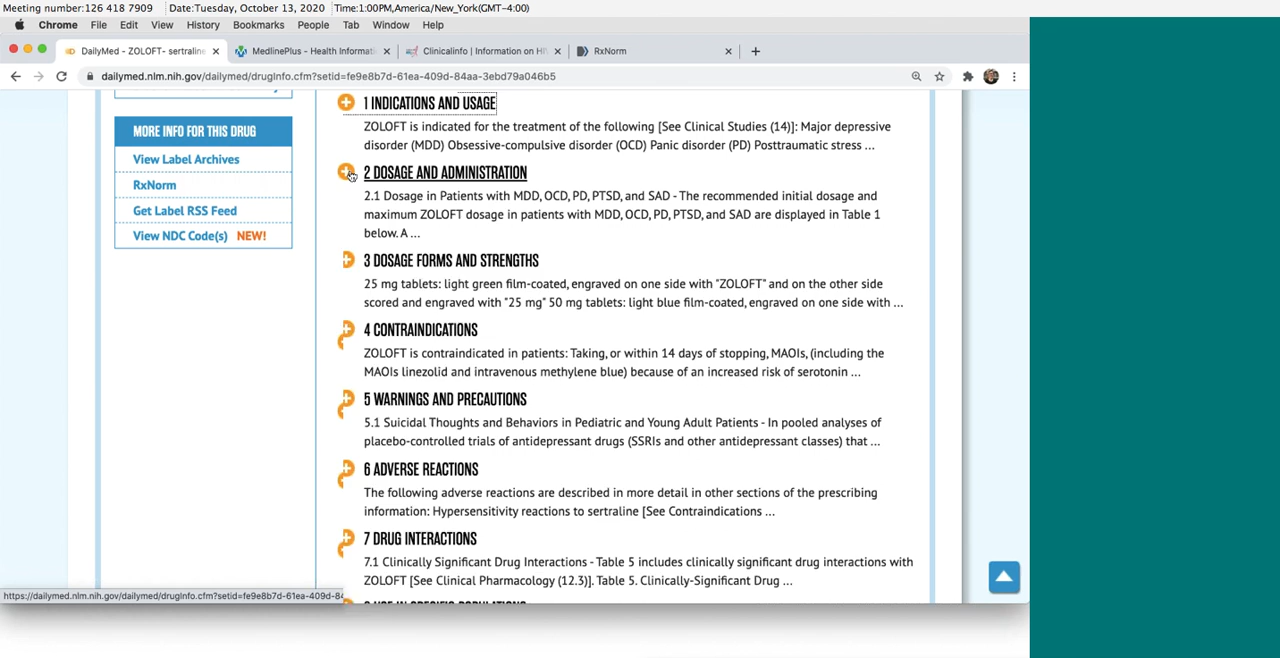 Meeting number:126 418 7909 Date:Tuesday, October 13, 2020 Time:1:00PM,America/New_York(GMT-4:00)
Chrome File Edit View History Bookmarks People Tab Window Help
DailyMed - ZOLOFT- sertraline MedlinePlus - Health Informati Clinicalinfo | Information on HI RxNorm
dailymed.nlm.nih.gov/dailymed/drugInfo.cfm?setid=fe9e8b7d-61ea-409d-84aa-3ebd79a046b5
MORE INFO FOR THIS DRUG
View Label Archives
RxNorm
Get Label RSS Feed
View NDC Code(s) NEW!
1 INDICATIONS AND USAGE
ZOLOFT is indicated for the treatment of the following [See Clinical Studies (14)]: Major depressive
disorder (MDD) Obsessive-compulsive disorder (OCD) Panic disorder (PD) Posttraumatic stress ...
2 DOSAGE AND ADMINISTRATION
2.1 Dosage in Patients with MDD, OCD, PD, PTSD, and SAD - The recommended initial dosage and
maximum ZOLOFT dosage in patients with MDD, OCD, PD, PTSD, and SAD are displayed in Table 1
below. A ...
3 DOSAGE FORMS AND STRENGTHS
25 mg tablets: light green film-coated, engraved on one side with "ZOLOFT" and on the other side
scored and engraved with "25 mg" 50 mg tablets: light blue film-coated, engraved on one side with ...
4 CONTRAINDICATIONS
ZOLOFT is contraindicated in patients: Taking, or within 14 days of stopping, MAOIs, (including the
MAOIs linezolid and intravenous methylene blue) because of an increased risk of serotonin ...
5 WARNINGS AND PRECAUTIONS
5.1 Suicidal Thoughts and Behaviors in Pediatric and Young Adult Patients - In pooled analyses of
placebo-controlled trials of antidepressant drugs (SSRIs and other antidepressant classes) that ...
6 ADVERSE REACTIONS
The following adverse reactions are described in more detail in other sections of the prescribing
information: Hypersensitivity reactions to sertraline [See Contraindications ...
7 DRUG INTERACTIONS
7.1 Clinically Significant Drug Interactions - Table 5 includes clinically significant drug interactions with
ZOLOFT [See Clinical Pharmacology (12.3)]. Table 5. Clinically-Significant Drug ...
https://dailymed.nlm.nih.gov/dailymed/drugInfo.cfm?setid=fe9e8b7d-61ea-409d-84